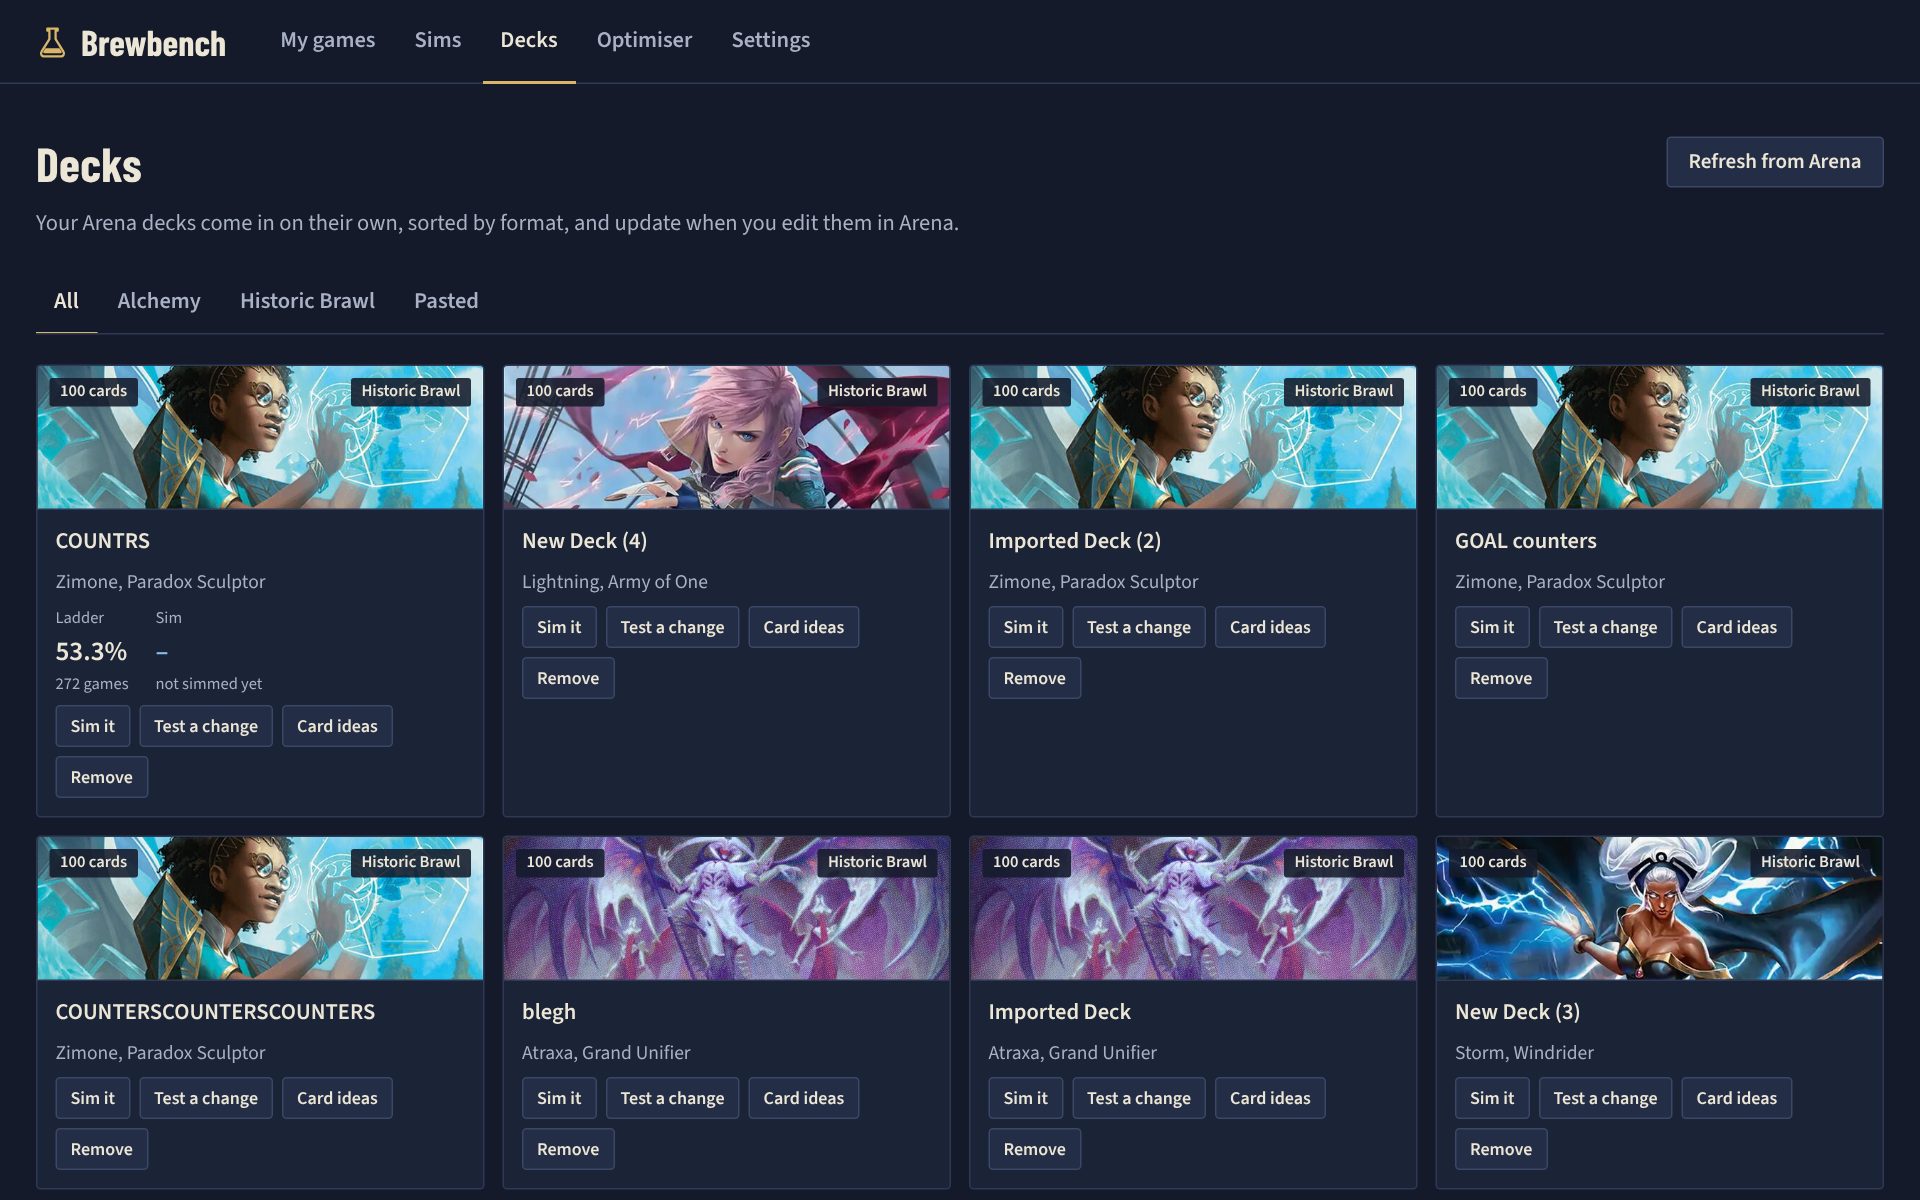 Brewbench My games Sims Decks Optimiser Settings
Decks
Refresh from Arena
Your Arena decks come in on their own, sorted by format, and update when you edit them in Arena.
All Alchemy Historic Brawl Pasted
100 cards Historic Brawl
COUNTRS
Zimone, Paradox Sculptor
Ladder Sim
53.3% –
272 games not simmed yet
Sim it Test a change Card ideas
Remove
100 cards Historic Brawl
New Deck (4)
Lightning, Army of One
Sim it Test a change Card ideas
Remove
100 cards Historic Brawl
Imported Deck (2)
Zimone, Paradox Sculptor
Sim it Test a change Card ideas
Remove
100 cards Historic Brawl
GOAL counters
Zimone, Paradox Sculptor
Sim it Test a change Card ideas
Remove
100 cards Historic Brawl
COUNTERSCOUNTERSCOUNTERS
Zimone, Paradox Sculptor
Sim it Test a change Card ideas
Remove
100 cards Historic Brawl
blegh
Atraxa, Grand Unifier
Sim it Test a change Card ideas
Remove
100 cards Historic Brawl
Imported Deck
Atraxa, Grand Unifier
Sim it Test a change Card ideas
Remove
100 cards Historic Brawl
New Deck (3)
Storm, Windrider
Sim it Test a change Card ideas
Remove